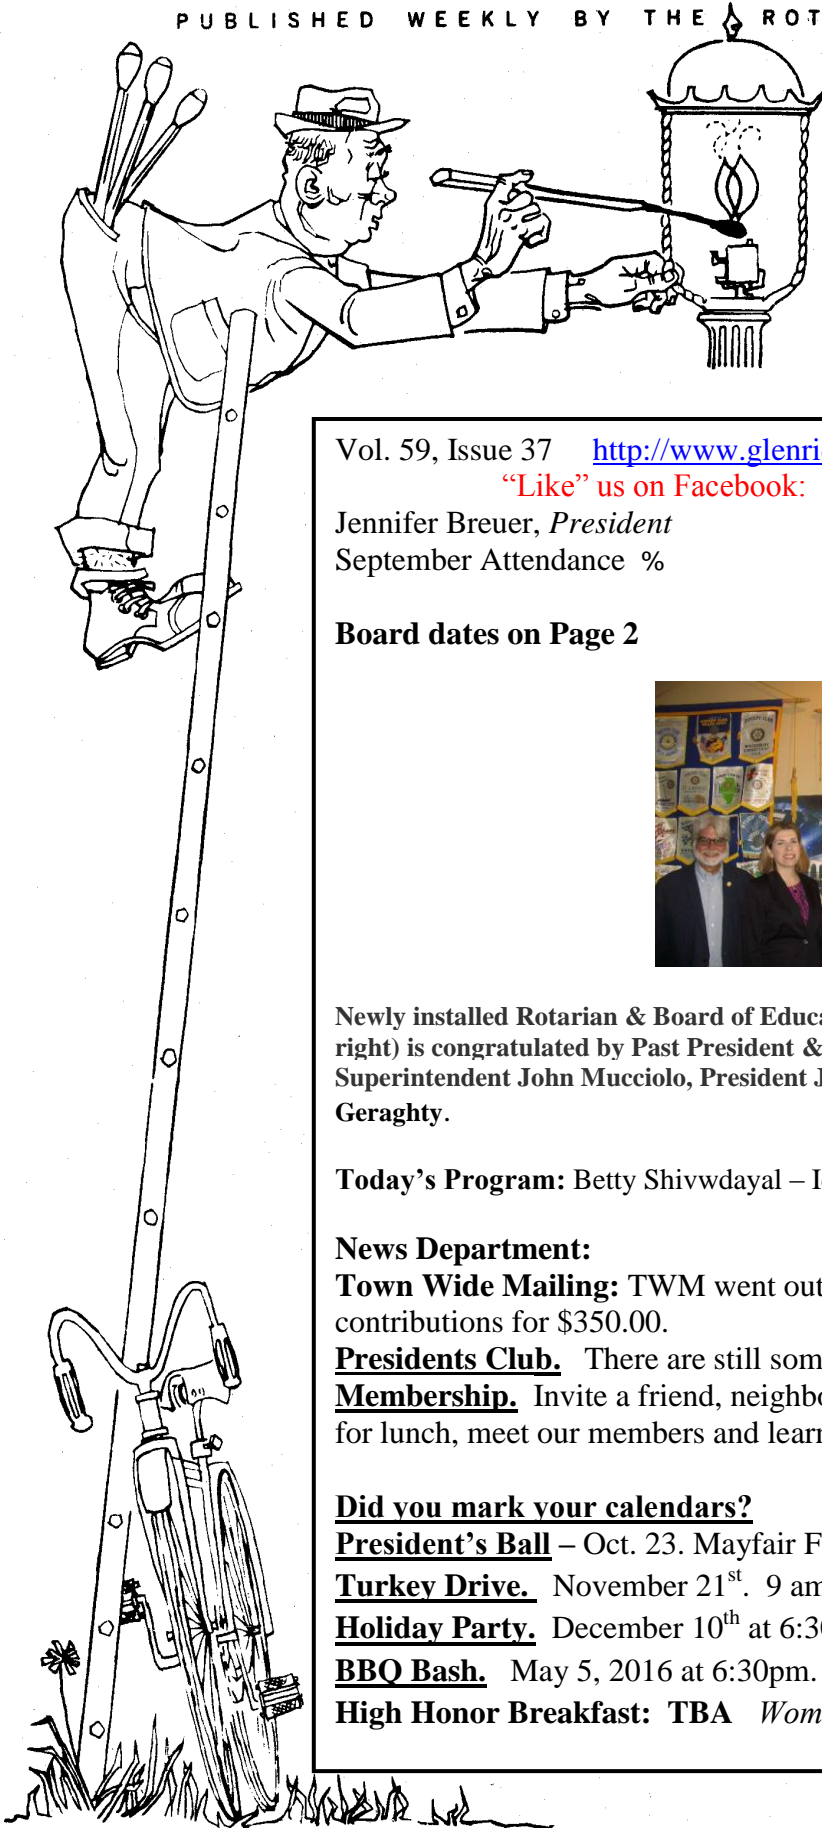 PUBLISHED WEEKLY BY THE ROT
Vol. 59, Issue 37 http://www.glenri
“Like” us on Facebook:
Jennifer Breuer, President
September Attendance %
Board dates on Page 2
Newly installed Rotarian & Board of Educa
right) is congratulated by Past President &
Superintendent John Mucciolo, President J
Geraghty.
Today’s Program: Betty Shivwdayal – I
News Department:
Town Wide Mailing: TWM went out
contributions for $350.00.
Presidents Club. There are still som
Membership. Invite a friend, neighbo
for lunch, meet our members and learn
Did you mark your calendars?
President’s Ball – Oct. 23. Mayfair F
Turkey Drive. November 21st. 9 am
Holiday Party. December 10th at 6:30
BBQ Bash. May 5, 2016 at 6:30pm.
High Honor Breakfast: TBA Wom